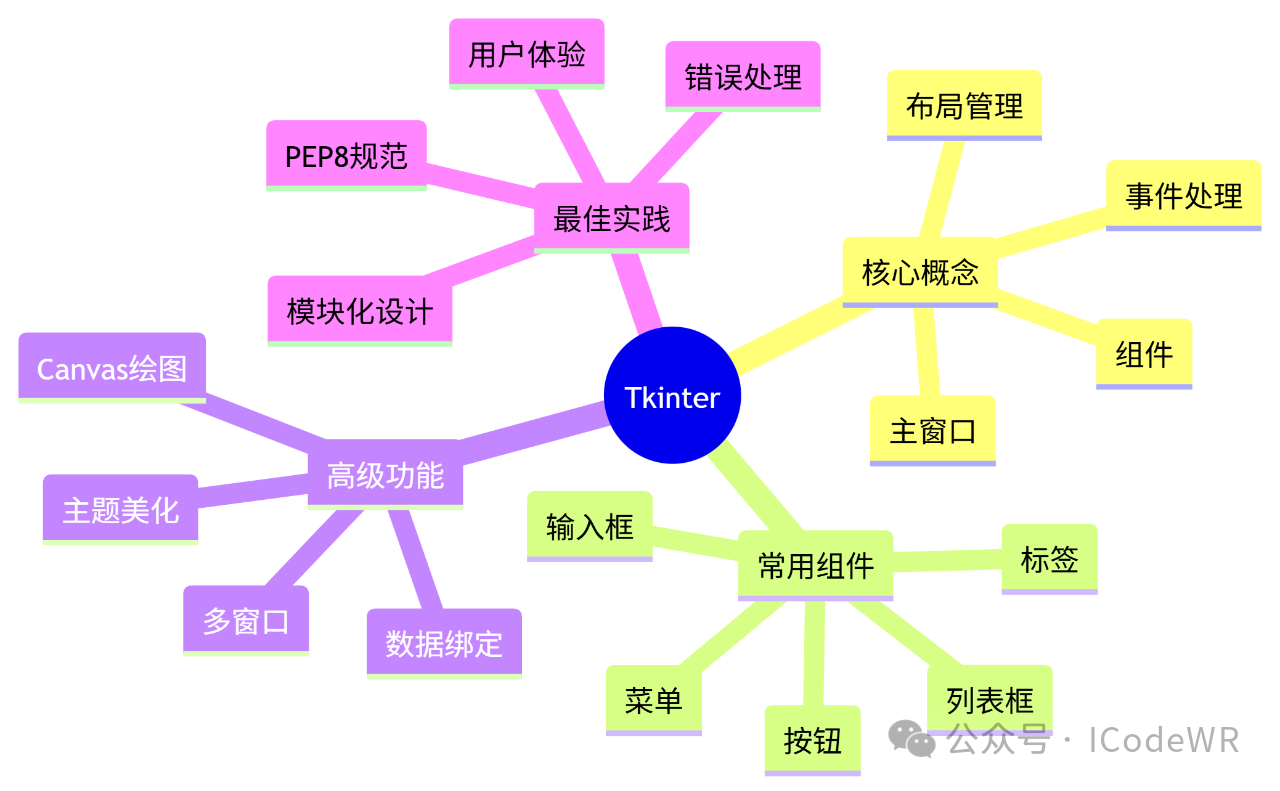 用户体验
错误处理
布局管理
PEP8规范
事件处理
最佳实践
核心概念
模块化设计
组件
Canvas绘图
Tkinter
主窗口
高级功能
主题美化
输入框
常用组件
标签
多窗口
数据绑定
菜单
列表框
按钮
公众号 · ICodeWR